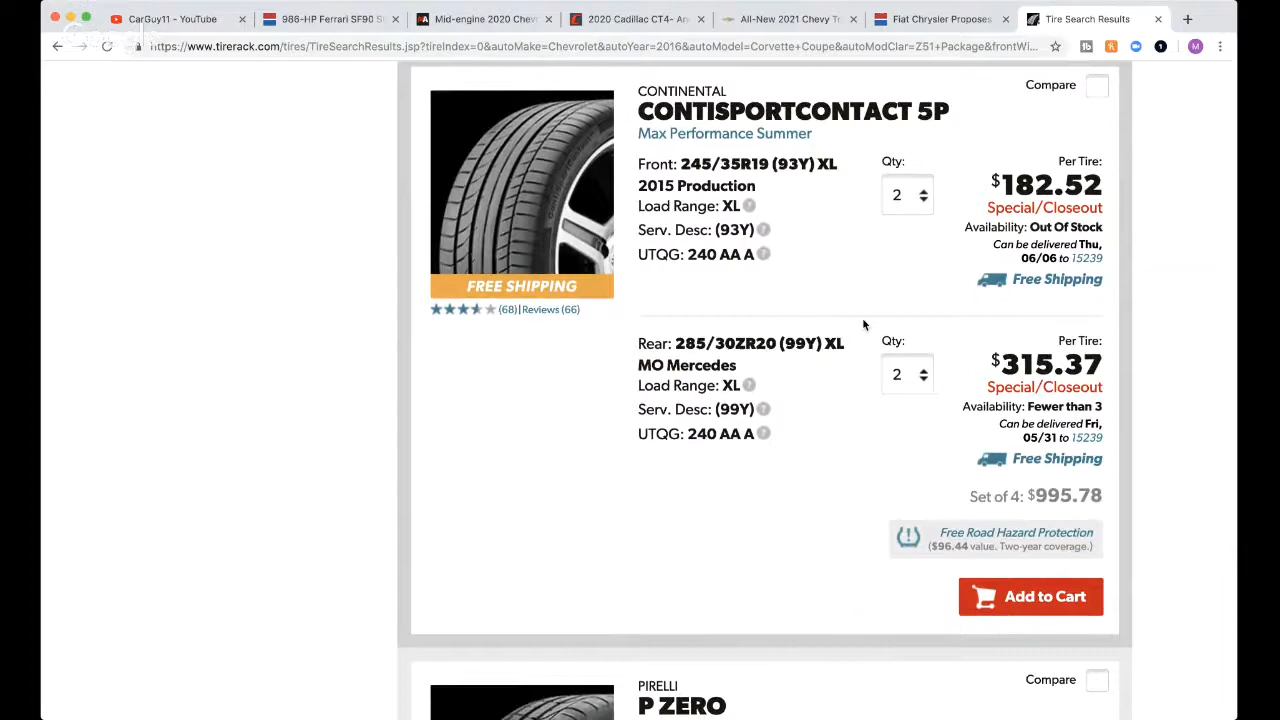 CarGuy11 - YouTube
986-HP Ferrari SF90 S
Mid-engine 2020 Chev
2020 Cadillac CT4- An
All-New 2021 Chevy Tr
Fiat Chrysler Proposes
Tire Search Results
https://www.tirerack.com/tires/TireSearchResults.jsp?tireIndex=0&autoMake=Chevrolet&autoYear=2016&autoModel=Corvette+Coupe&autoModClar=Z51+Package&frontWi...
M
CONTINENTAL
CONTISPORTCONTACT 5P
Max Performance Summer
Compare
Front: 245/35R19 (93Y) XL
2015 Production
Load Range: XL
Serv. Desc: (93Y)
UTQG: 240 AA A
Qty:
2
Per Tire:
$182.52
Special/Closeout
Availability: Out Of Stock
Can be delivered Thu,
06/06 to 15239
Free Shipping
FREE SHIPPING
(68)|Reviews (66)
Rear: 285/30ZR20 (99Y) XL
MO Mercedes
Load Range: XL
Serv. Desc: (99Y)
UTQG: 240 AA A
Qty:
2
Per Tire:
$315.37
Special/Closeout
Availability: Fewer than 3
Can be delivered Fri,
05/31 to 15239
Free Shipping
Set of 4: $995.78
Free Road Hazard Protection
($96.44 value. Two-year coverage.)
Add to Cart
PIRELLI
P ZERO
Compare